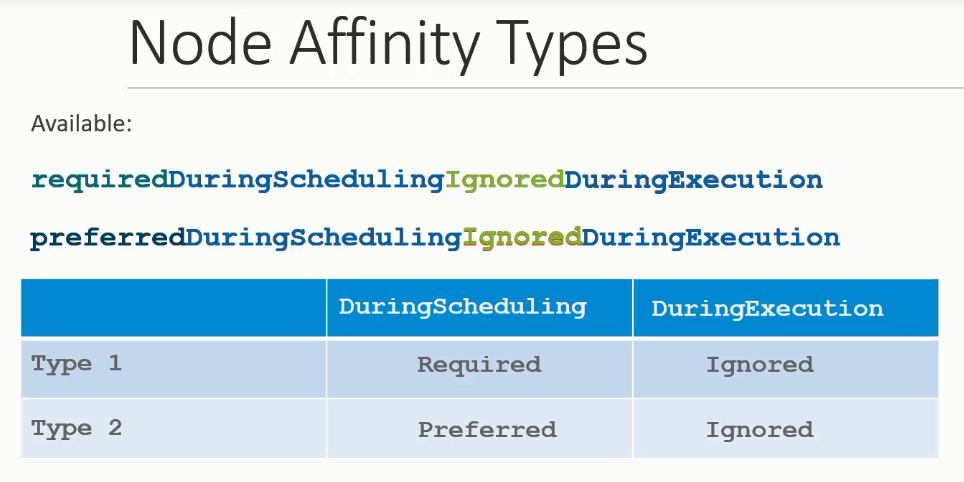 Node Affinity Types
Available:
requiredDuringSchedulingIgnoredDuringExecution
preferredDuringSchedulingIgnoredDuringExecution
DuringScheduling DuringExecution
Type 1 Required Ignored
Type 2 Preferred Ignored